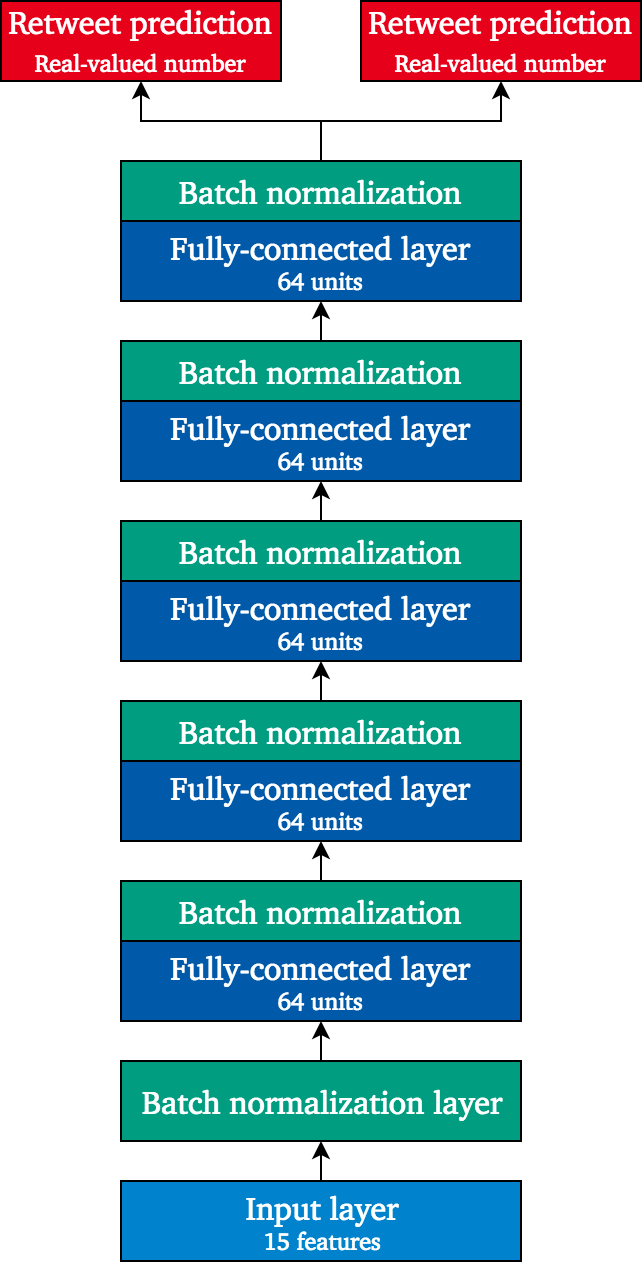 Retweet prediction
Real-valued number
Retweet prediction
Real-valued number
Batch normalization
Fully-connected layer
64 units
Batch normalization
Fully-connected layer
64 units
Batch normalization
Fully-connected layer
64 units
Batch normalization
Fully-connected layer
64 units
Batch normalization
Fully-connected layer
64 units
Batch normalization layer
Input layer
15 features